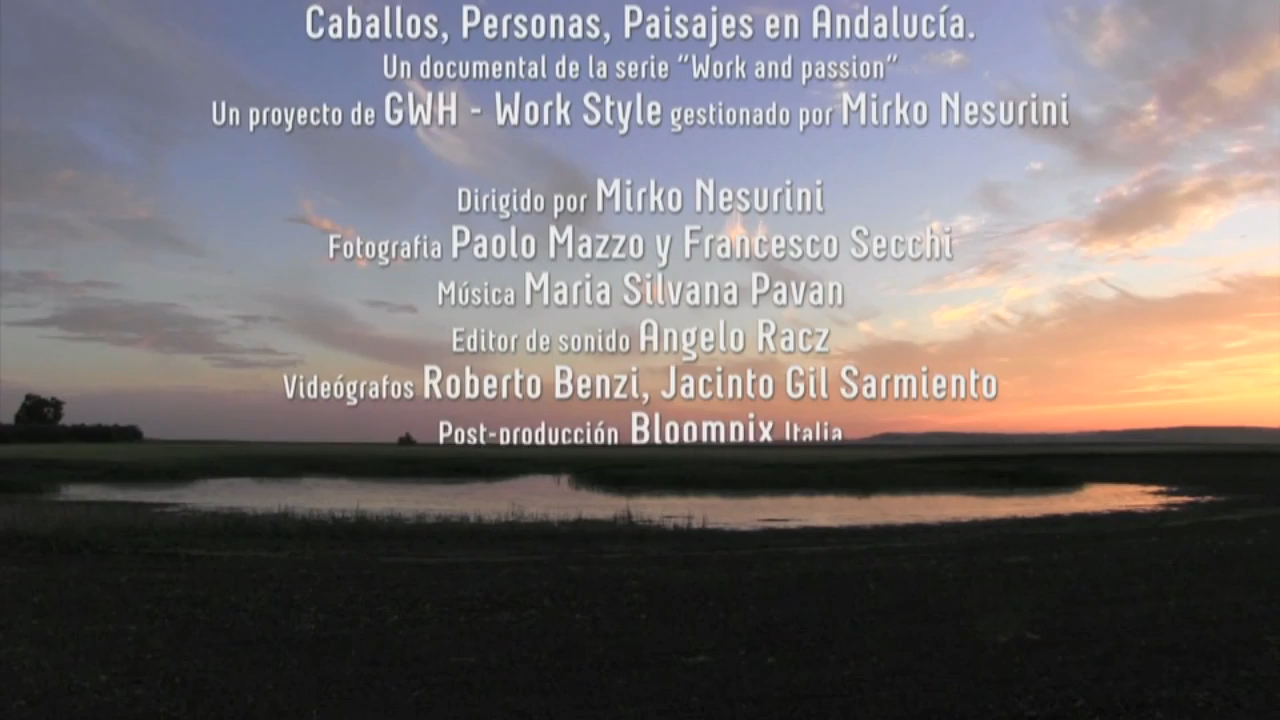 Caballos, Personas, Paisajes en Andalucía.
Un documental de la serie “Work and passion”
Un proyecto de GWH - Work Style gestionado por Mirko Nesurini
Dirigido por Mirko Nesurini
Fotografia Paolo Mazzo y Francesco Secchi
Música Maria Silvana Pavan
Editor de sonido Angelo Racz
Videógrafos Roberto Benzi, Jacinto Gil Sarmiento
Post-producción Bloompix Italia